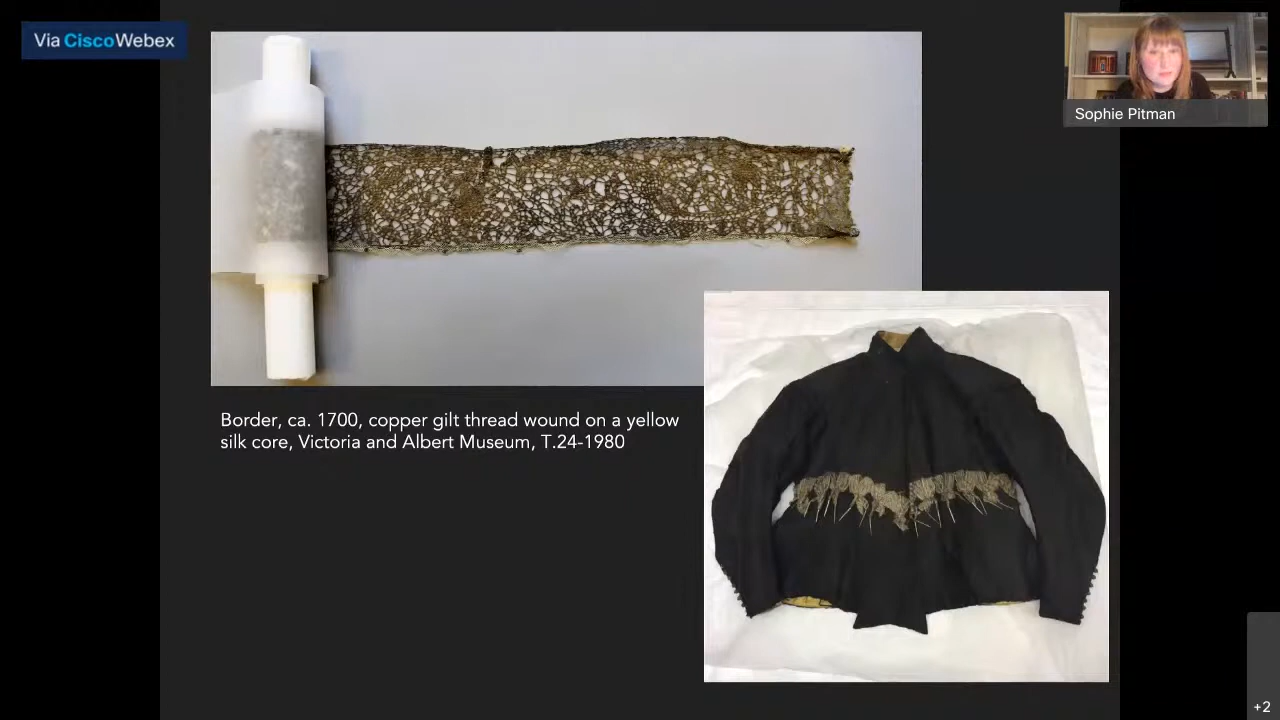 Via CiscoWebex
Sophie Pitman
Border, ca. 1700, copper gilt thread wound on a yellow
silk core, Victoria and Albert Museum, T.24-1980
+2